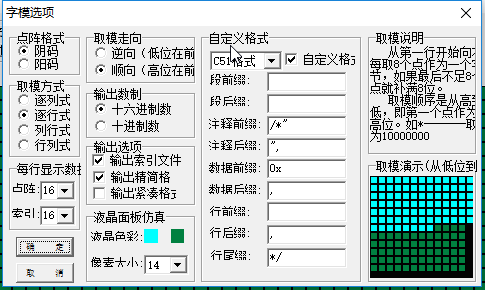 字模选项
点阵格式
阴码
阳码
取模方式
逐列式
逐行式
列行式
行列式
每行显示数据
点阵: 16
索引: 16
确 定
取 消
取模走向
逆向(低位在前
顺向(高位在前
输出数制
十六进制数
十进制数
输出选项
输出索引文件
输出精简格
输出紧凑格式
液晶面板仿真
液晶色彩:
像素大小: 14
自定义格式
C51格式
自定义格式
段前缀:
段后缀:
注释前缀: /*"
注释后缀: ",
数据前缀: 0x
数据后缀: ,
行前缀:
行后缀: ,
行尾缀: */
取模说明
从第一行开始向
每取8个点作为一个字
节,如果最后不足8个
点就补满8位。
取模顺序是从高到
低,即第一个点作为
高位。如*-----取
为10000000
取模演示(从低位到